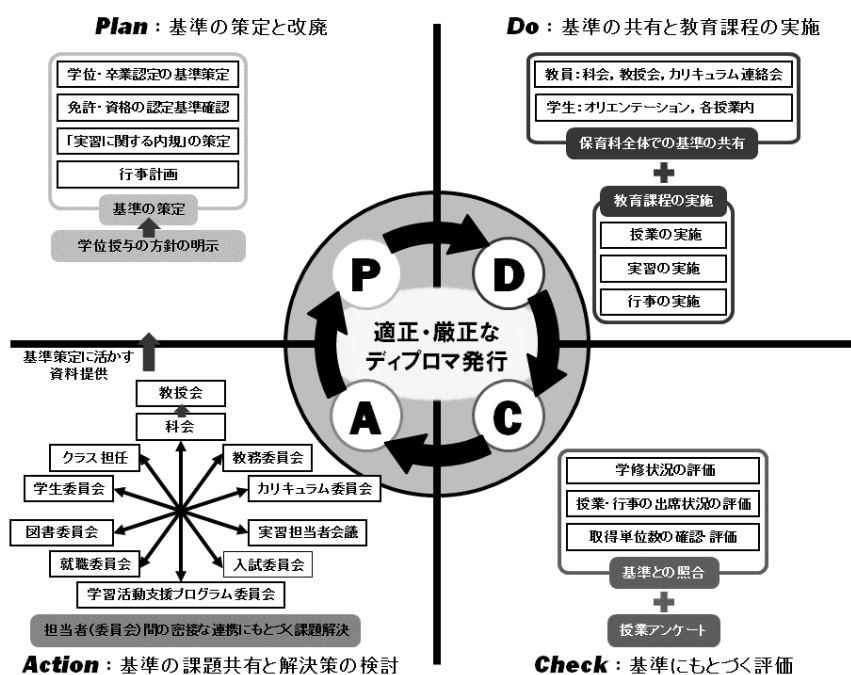 Plan：基準の策定と改廃
学位・卒業認定の基準策定
免許・資格の認定基準確認
「実習に関する内規」の策定
行事計画
基準の策定
学位授与の方針の明示
Do：基準の共有と教育課程の実施
教員：科会，教授会，カリキュラム連絡会
学生：オリエンテーション，各授業内
保育科全体での基準の共有
教育課程の実施
授業の実施
実習の実施
行事の実施
P
D
適正・厳正な
ディプロマ発行
A
C
基準策定に活かす
資料提供
教授会
科会
クラス担任
教務委員会
学生委員会
カリキュラム委員会
図書委員会
実習担当者会議
就職委員会
入試委員会
学習活動支援プログラム委員会
担当者（委員会）間の密接な連携にもとづく課題解決
Action：基準の課題共有と解決策の検討
学修状況の評価
授業・行事の出席状況の評価
取得単位数の確認・評価
基準との照合
授業アンケート
Check：基準にもとづく評価